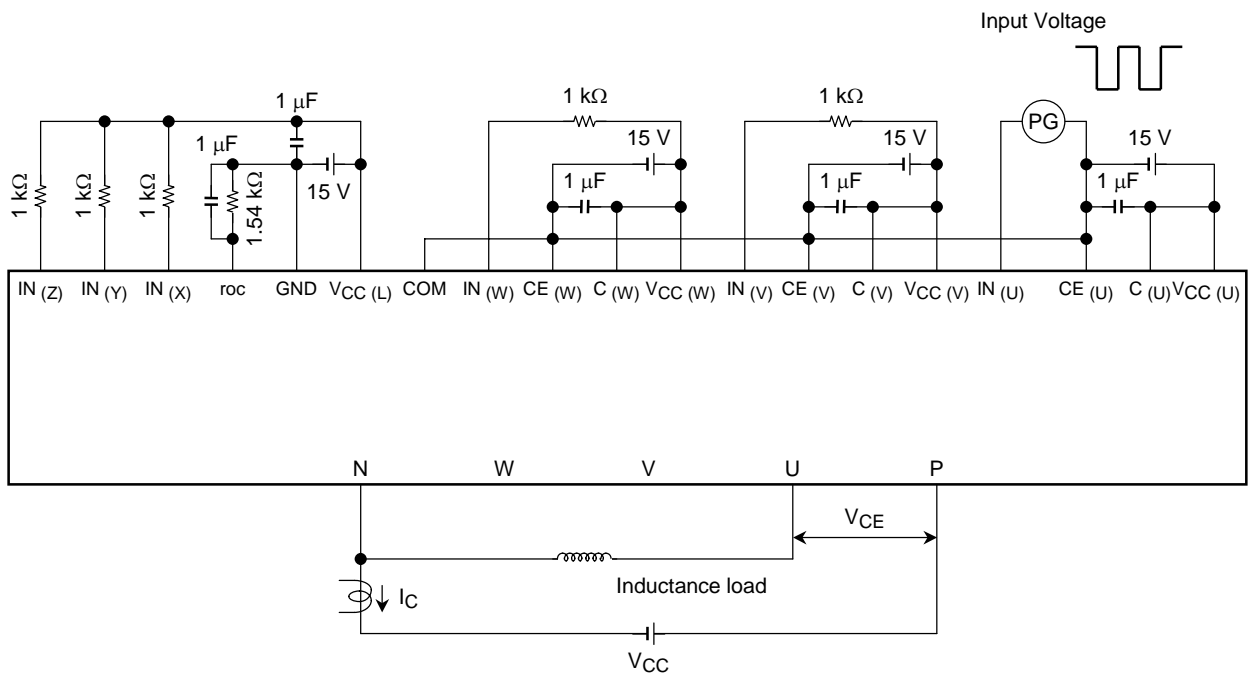 Input Voltage
1 μF
1 kΩ
1 kΩ
PG
1 μF
15 V
15 V
15 V
15 V
1 μF
1 μF
1 μF
1 kΩ
1 kΩ
1 kΩ
1.54 kΩ
IN (Z) IN (Y) IN (X) roc GND VCC (L) COM IN (W) CE (W) C (W) VCC (W) IN (V) CE (V) C (V) VCC (V) IN (U) CE (U) C (U) VCC (U)
N W V U P
VCE
Inductance load
IC
VCC